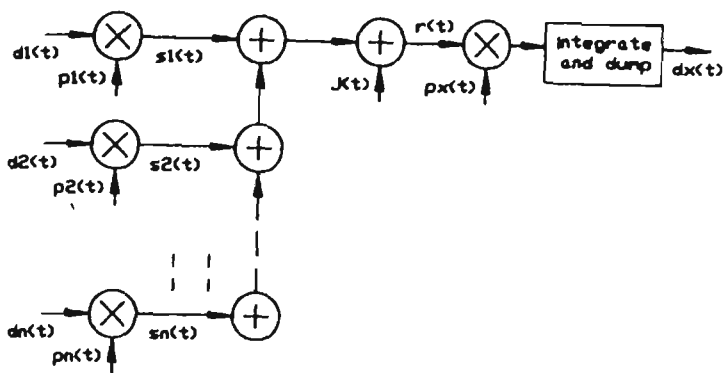 d1(t)
p1(t)
s1(t)
J(t)
r(t)
px(t)
integrate
and dump
dx(t)
d2(t)
p2(t)
s2(t)
dn(t)
pn(t)
sn(t)